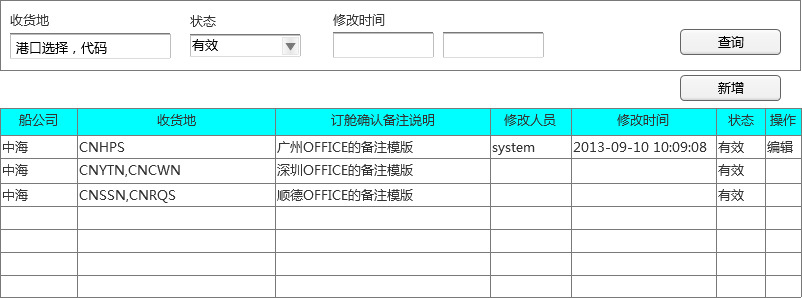 收货地 状态 修改时间
港口选择，代码 有效 查询
新增
船公司 收货地 订舱确认备注说明 修改人员 修改时间 状态 操作
中海 CNHPS 广州OFFICE的备注模版 system 2013-09-10 10:09:08 有效 编辑
中海 CNYTN,CNCWN 深圳OFFICE的备注模版 有效
中海 CNSSN,CNRQS 顺德OFFICE的备注模版 有效